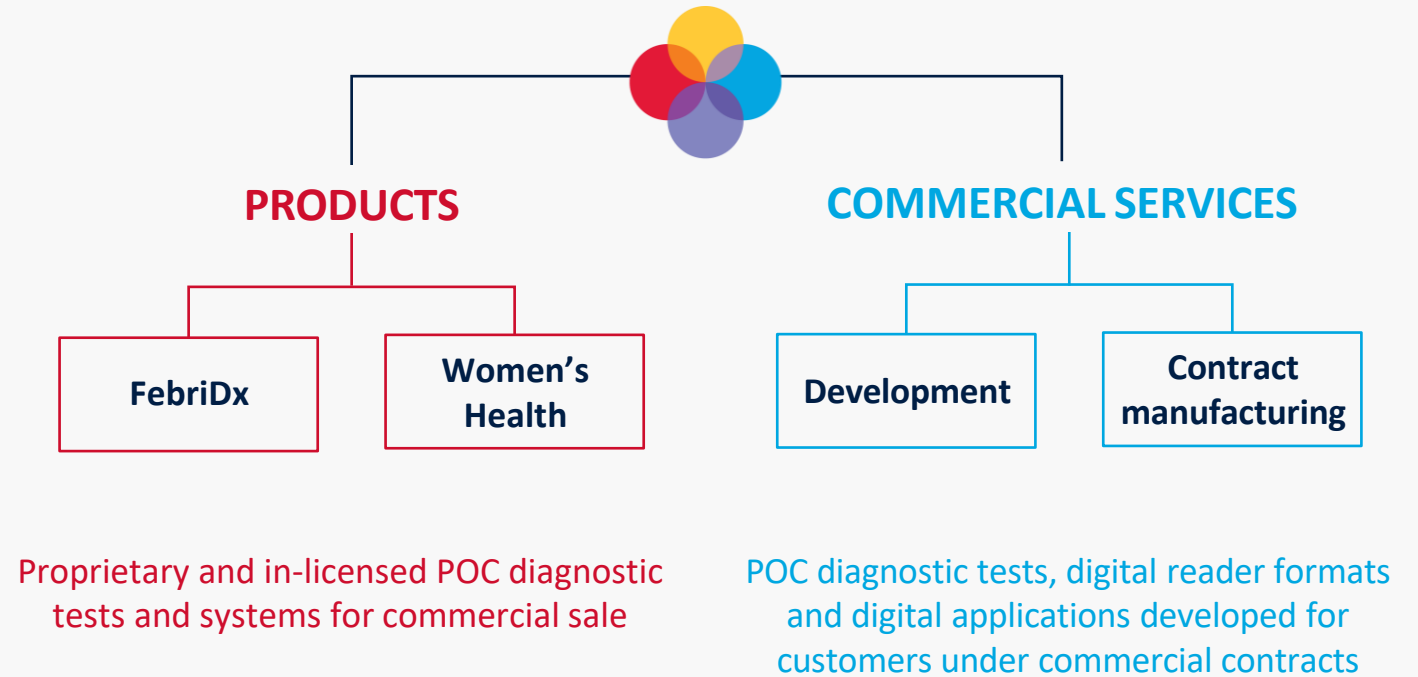 PRODUCTS
COMMERCIAL SERVICES
FebriDx
Women’s
Health
Development
Contract
manufacturing
Proprietary and in-licensed POC diagnostic
tests and systems for commercial sale
POC diagnostic tests, digital reader formats
and digital applications developed for
customers under commercial contracts